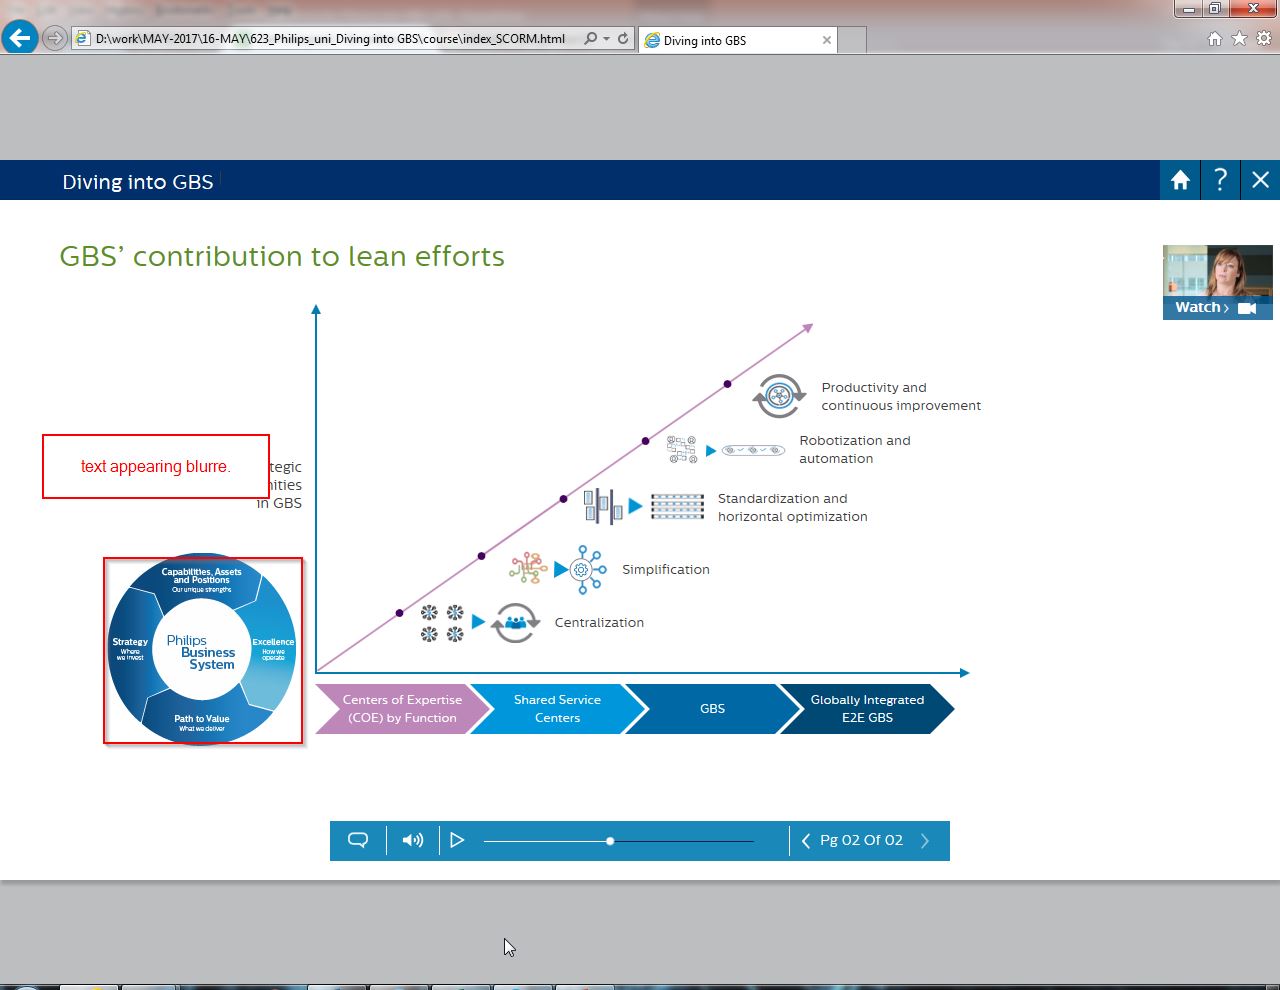 D:\work\MAY-2017\16-MAY\623_Philips_uni_Diving into GBS\course\index_SCORM.html
Diving into GBS
Diving into GBS
GBS’ contribution to lean efforts
Watch
Productivity and
continuous improvement
Robotization and
automation
text appearing blurre.
tegic
in GBS
Standardization and
horizontal optimization
Simplification
Centralization
Capabilities, Assets
and Positions
Our unique strengths
Strategy
Where
we invest
Philips
Business
System
Excellence
How we
operate
Path to Value
What we deliver
Centers of Expertise
(COE) by Function
Shared Service
Centers
GBS
Globally Integrated
E2E GBS
Pg 02 Of 02